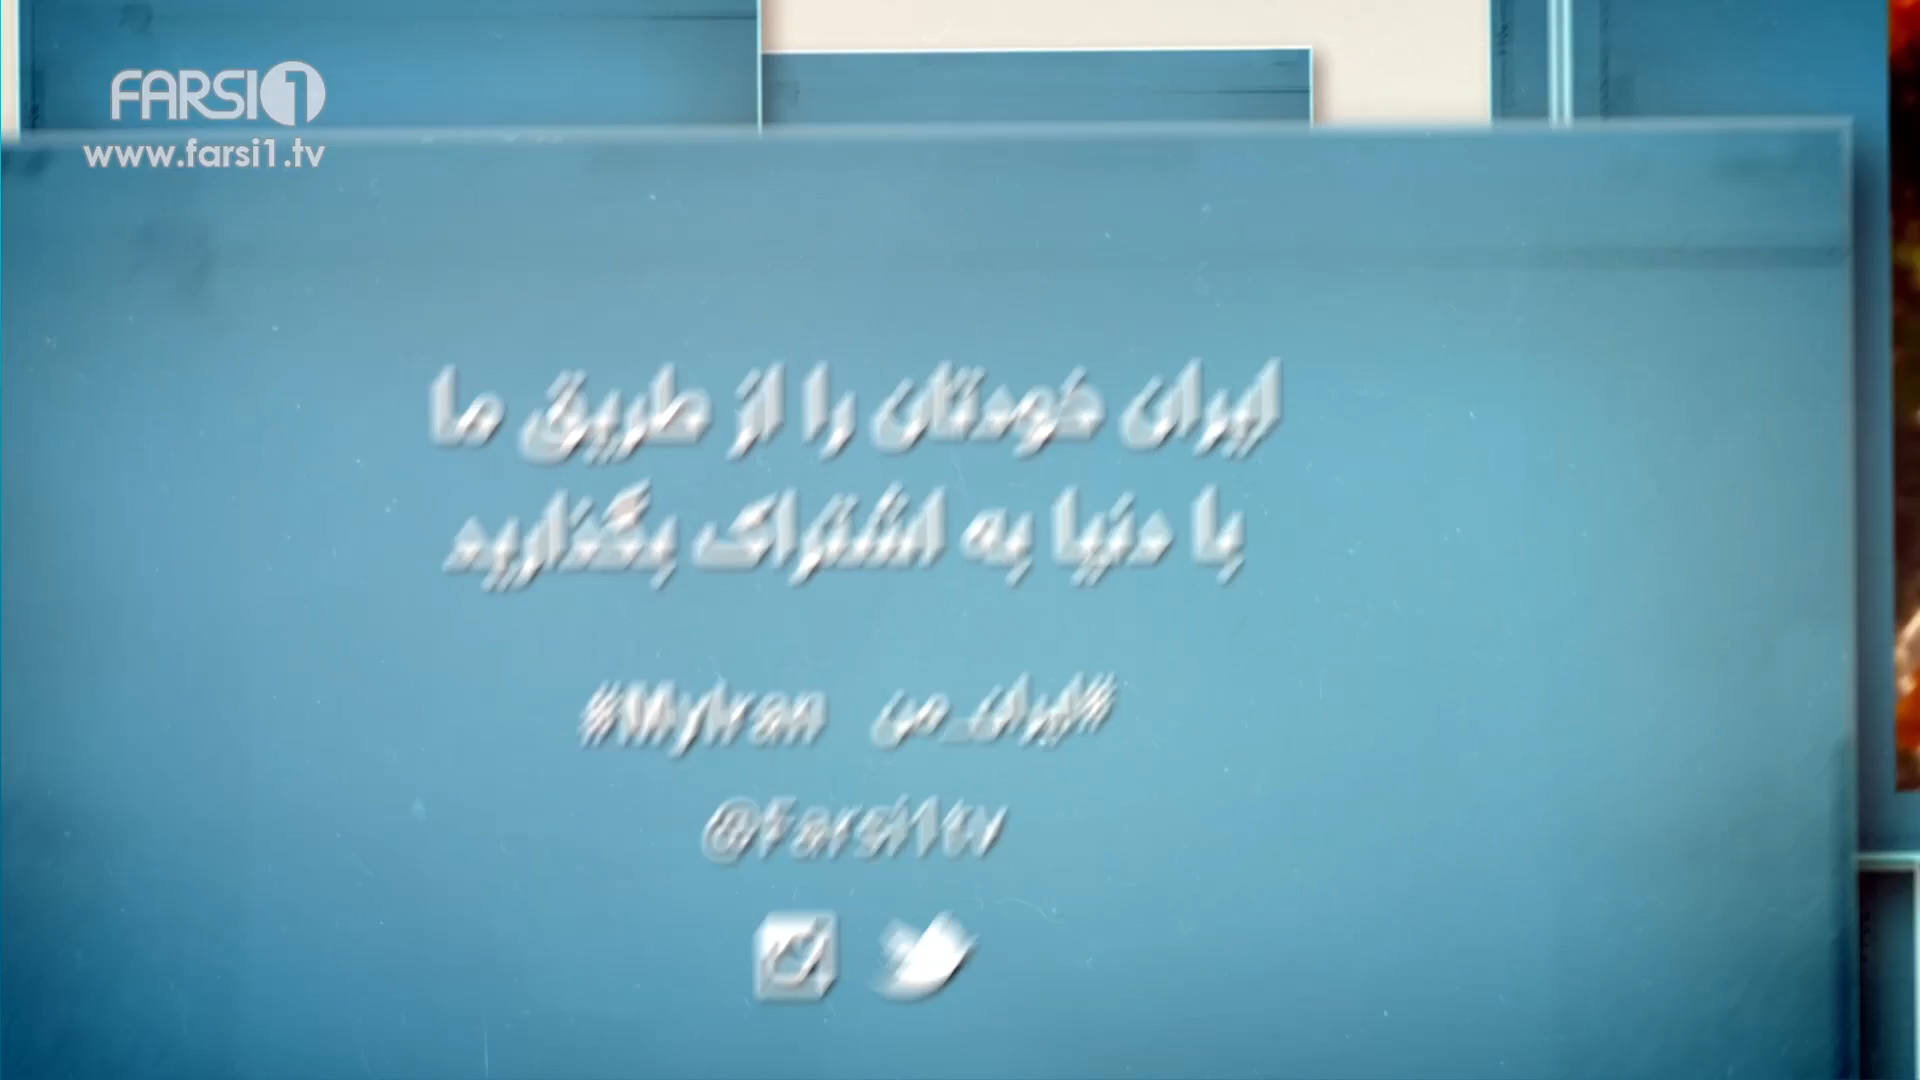 FARSI1
www.farsi1.tv
ایران خودتان را از طریق ما
با دنیا به اشتراک بگذارید
#ایران_من #MyIran
@Farsi1tv